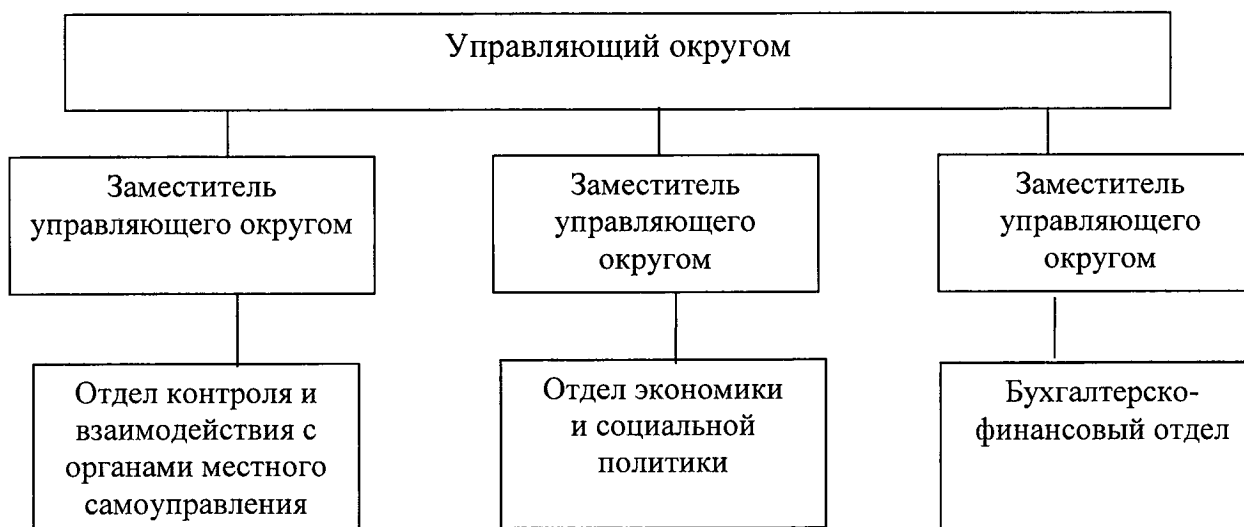 Управляющий округом
Заместитель
управляющего округом
Заместитель
управляющего
округом
Заместитель
управляющего
округом
Отдел контроля и
взаимодействия с
органами местного
самоуправления
Отдел экономики
и социальной
политики
Бухгалтерско-
финансовый отдел